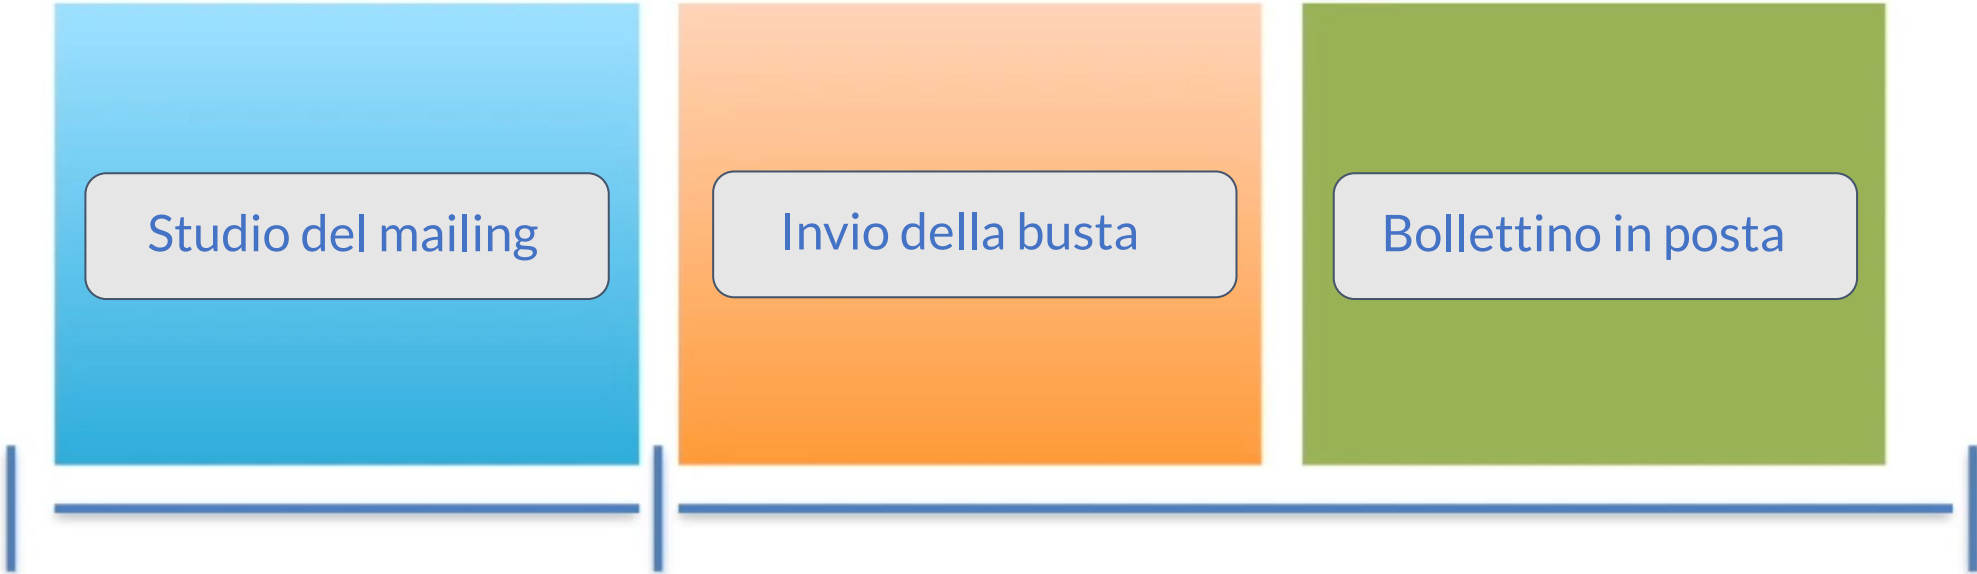 Studio del mailing
Invio della busta
Bollettino in posta